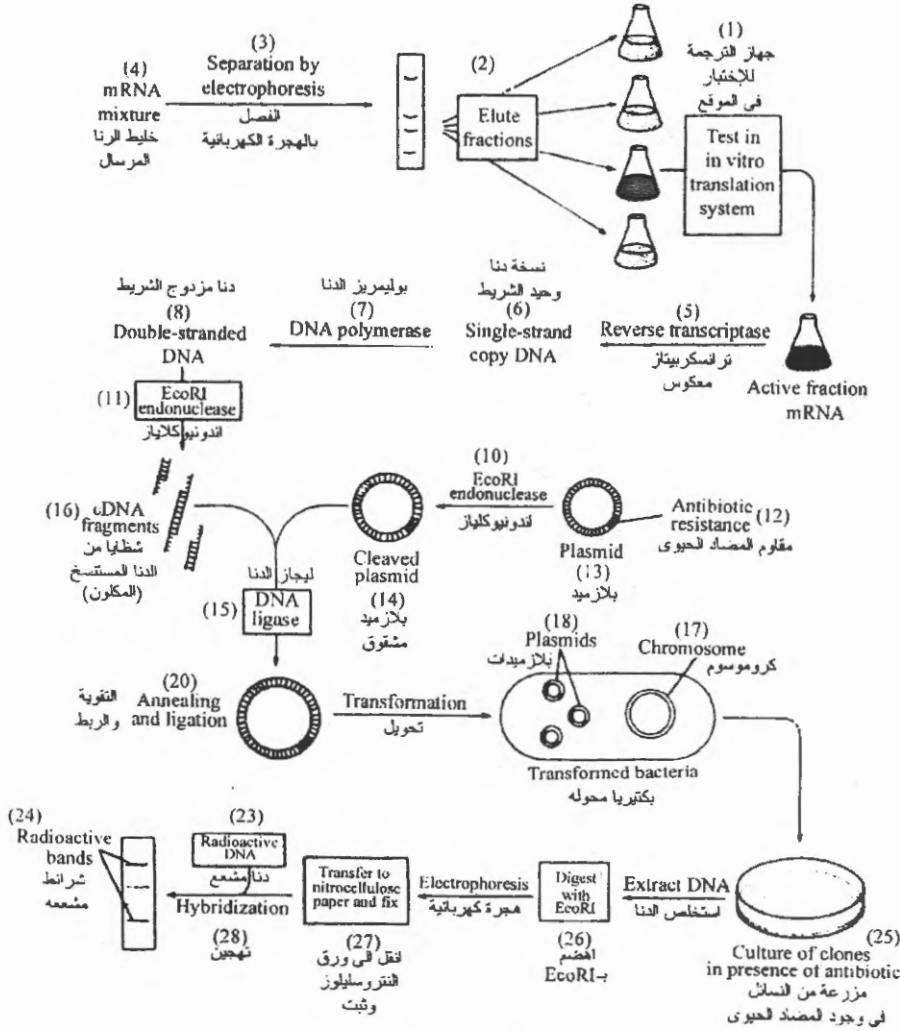 (1)
جهاز الترجمة
للإختبار
فى الموقع
Test in
in vitro
translation
system
(2)
Elute
fractions
(3)
Separation by
electrophoresis
الفصل
بالهجرة الكهربائية
(4)
mRNA
mixture
خليط الرنا
المرسال
دنا مزدوج الشريط
(8)
Double-stranded
DNA
بوليمريز الدنا
(7)
DNA polymerase
نسخة دنا
وحيد الشريط
(6)
Single-strand
copy DNA
(5)
Reverse transcriptase
ترانسكربيتاز
معكوس
Active fraction
mRNA
(11)
EcoRI
endonuclease
اندونيوكلاياز
(16) cDNA
fragments
شظايا من
الدنا المستنسخ
(المكلون)
(10)
EcoRI
endonuclease
اندونيوكلياز
Cleaved
plasmid
(14)
بلازميد
مشقوق
Plasmid
(13)
بلازميد
Antibiotic
resistance (12)
مقاوم المضاد الحيوى
ليجاز الدنا
(15)
DNA
ligase
(20)
Annealing
and ligation
التقوية
والربط
Transformation
تحويل
(18)
Plasmids
بلازميدات
(17)
Chromosome
كروموسوم
Transformed bacteria
بكتيريا محوله
(24)
Radioactive
bands
شرائط
مشععه
(23)
Radioactive
DNA
دنا مشعع
Hybridization
(28)
تهجين
Transfer to
nitrocellulose
paper and fix
(27)
انقل الى ورق
النتروسليلوز
وثبت
Electrophoresis
هجرة كهربائية
Digest
with
EcoRI
(26)
اهضم
بـ EcoRI
Extract DNA
استخلص الدنا
(25)
Culture of clones
in presence of antibiotic
مزرعة من النسائل
فى وجود المضاد الحيوى